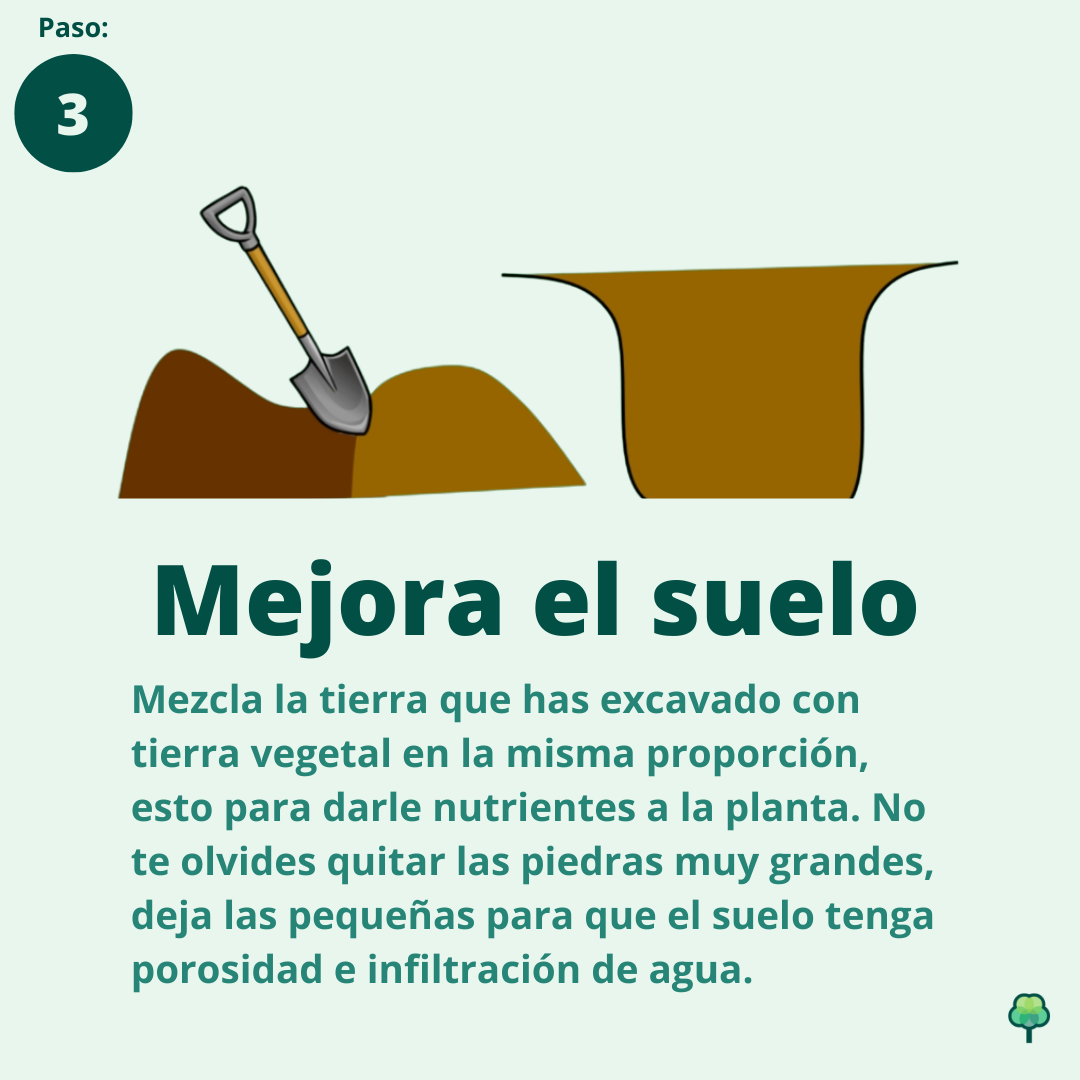 Paso:
3
Mejora el suelo
Mezcla la tierra que has excavado con
tierra vegetal en la misma proporción,
esto para darle nutrientes a la planta. No
te olvides quitar las piedras muy grandes,
deja las pequeñas para que el suelo tenga
porosidad e infiltración de agua.